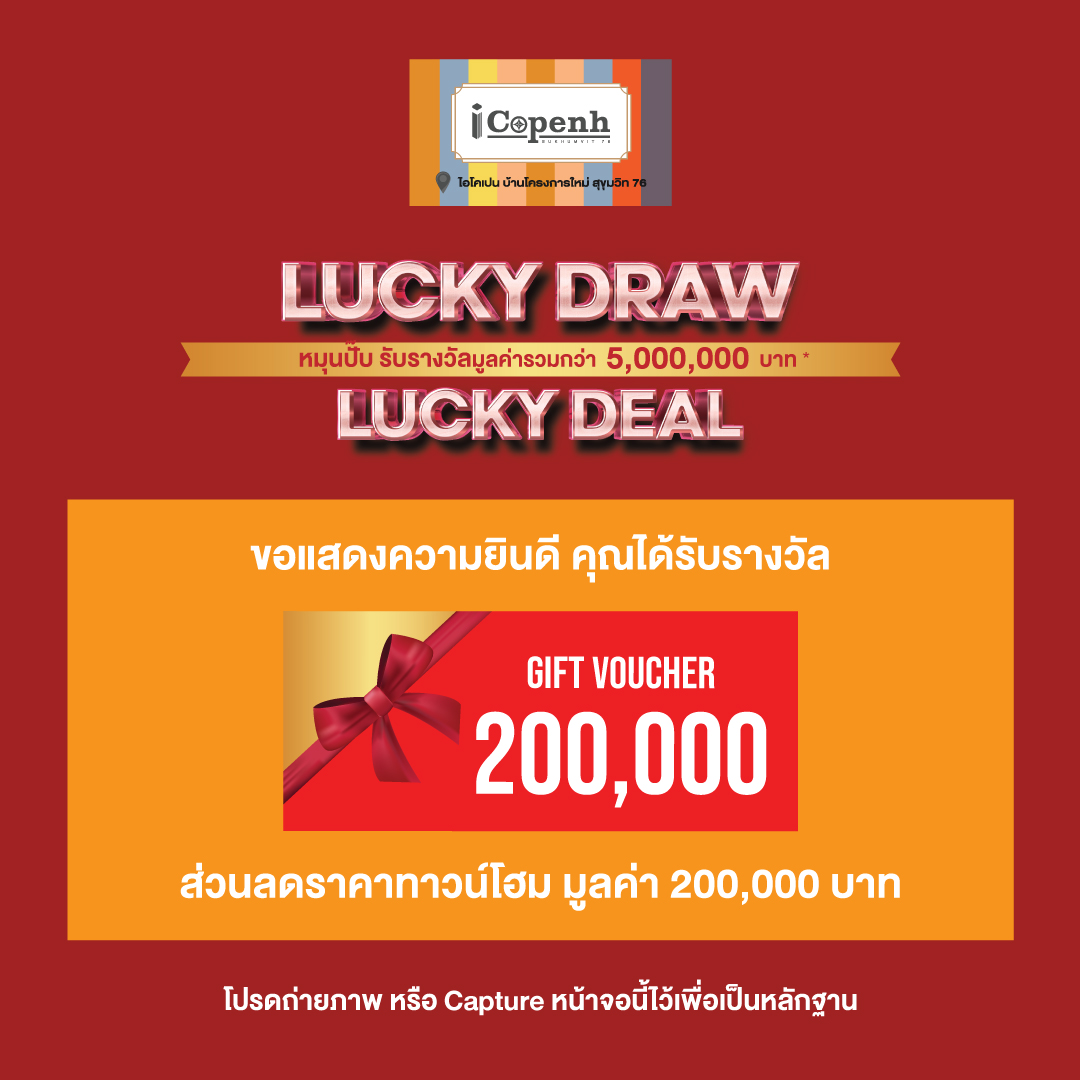 iCopenh
SUKHUMVIT 76
ไอโคเปน บ้านโครงการใหม่ สุขุมวิท 76
LUCKY DRAW
หมุนปั๊บ รับรางวัลมูลค่ารวมกว่า 5,000,000 บาท *
LUCKY DEAL
ขอแสดงความยินดี คุณได้รับรางวัล
GIFT VOUCHER
200,000
ส่วนลดราคาทาวน์โฮม มูลค่า 200,000 บาท
โปรดถ่ายภาพ หรือ Capture หน้าจอนี้ไว้เพื่อเป็นหลักฐาน